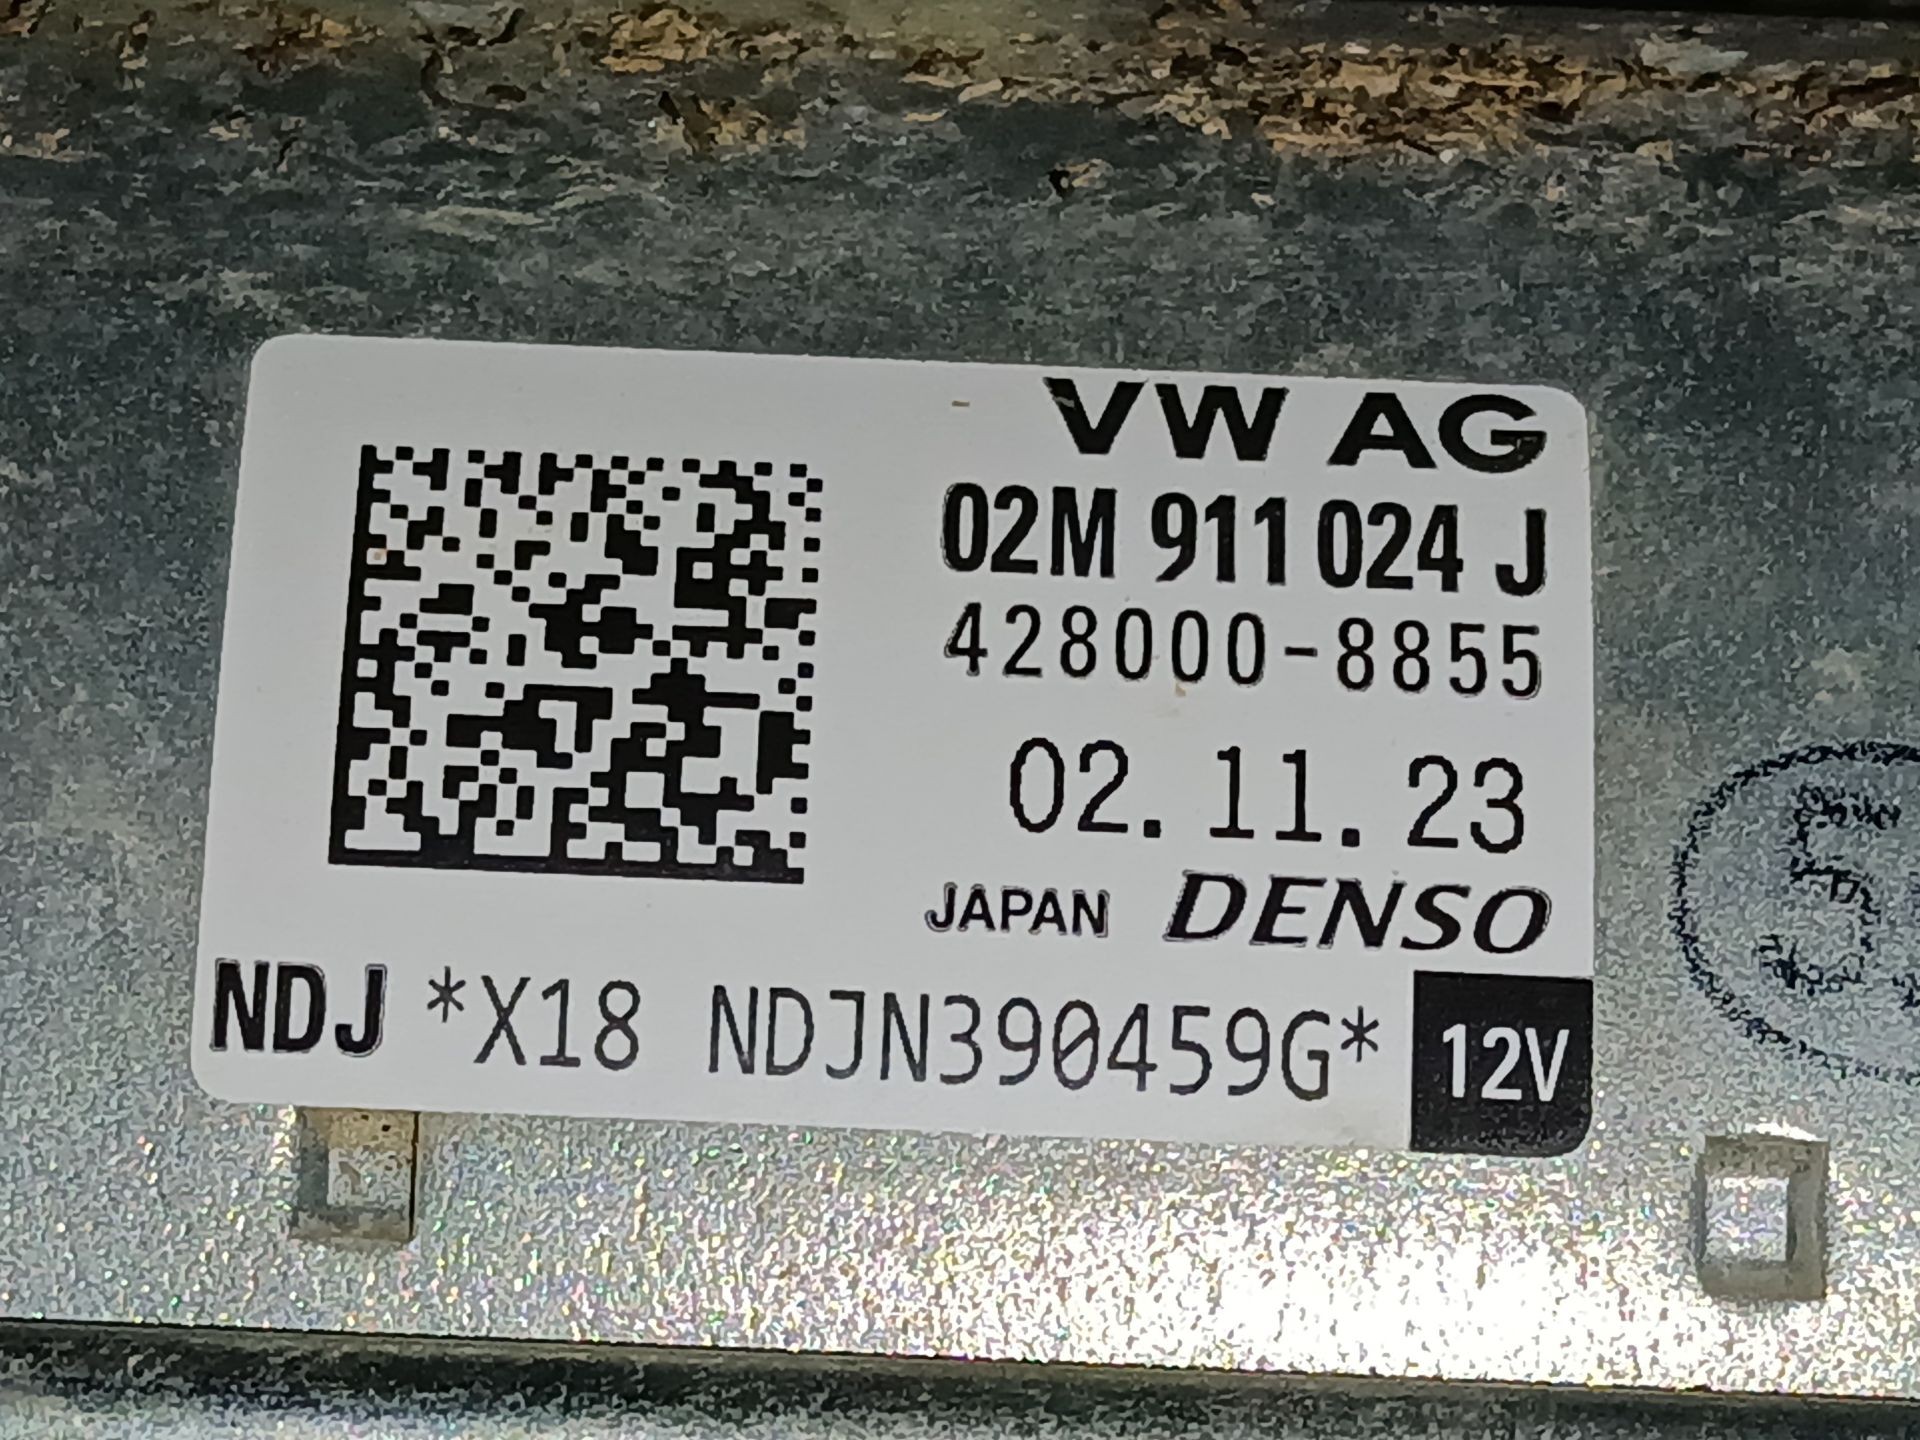 VW AG
02M 911 024 J
428000-8855
02.11.23
JAPAN DENSO
NDJ *X18 NDJN390459G* 12V